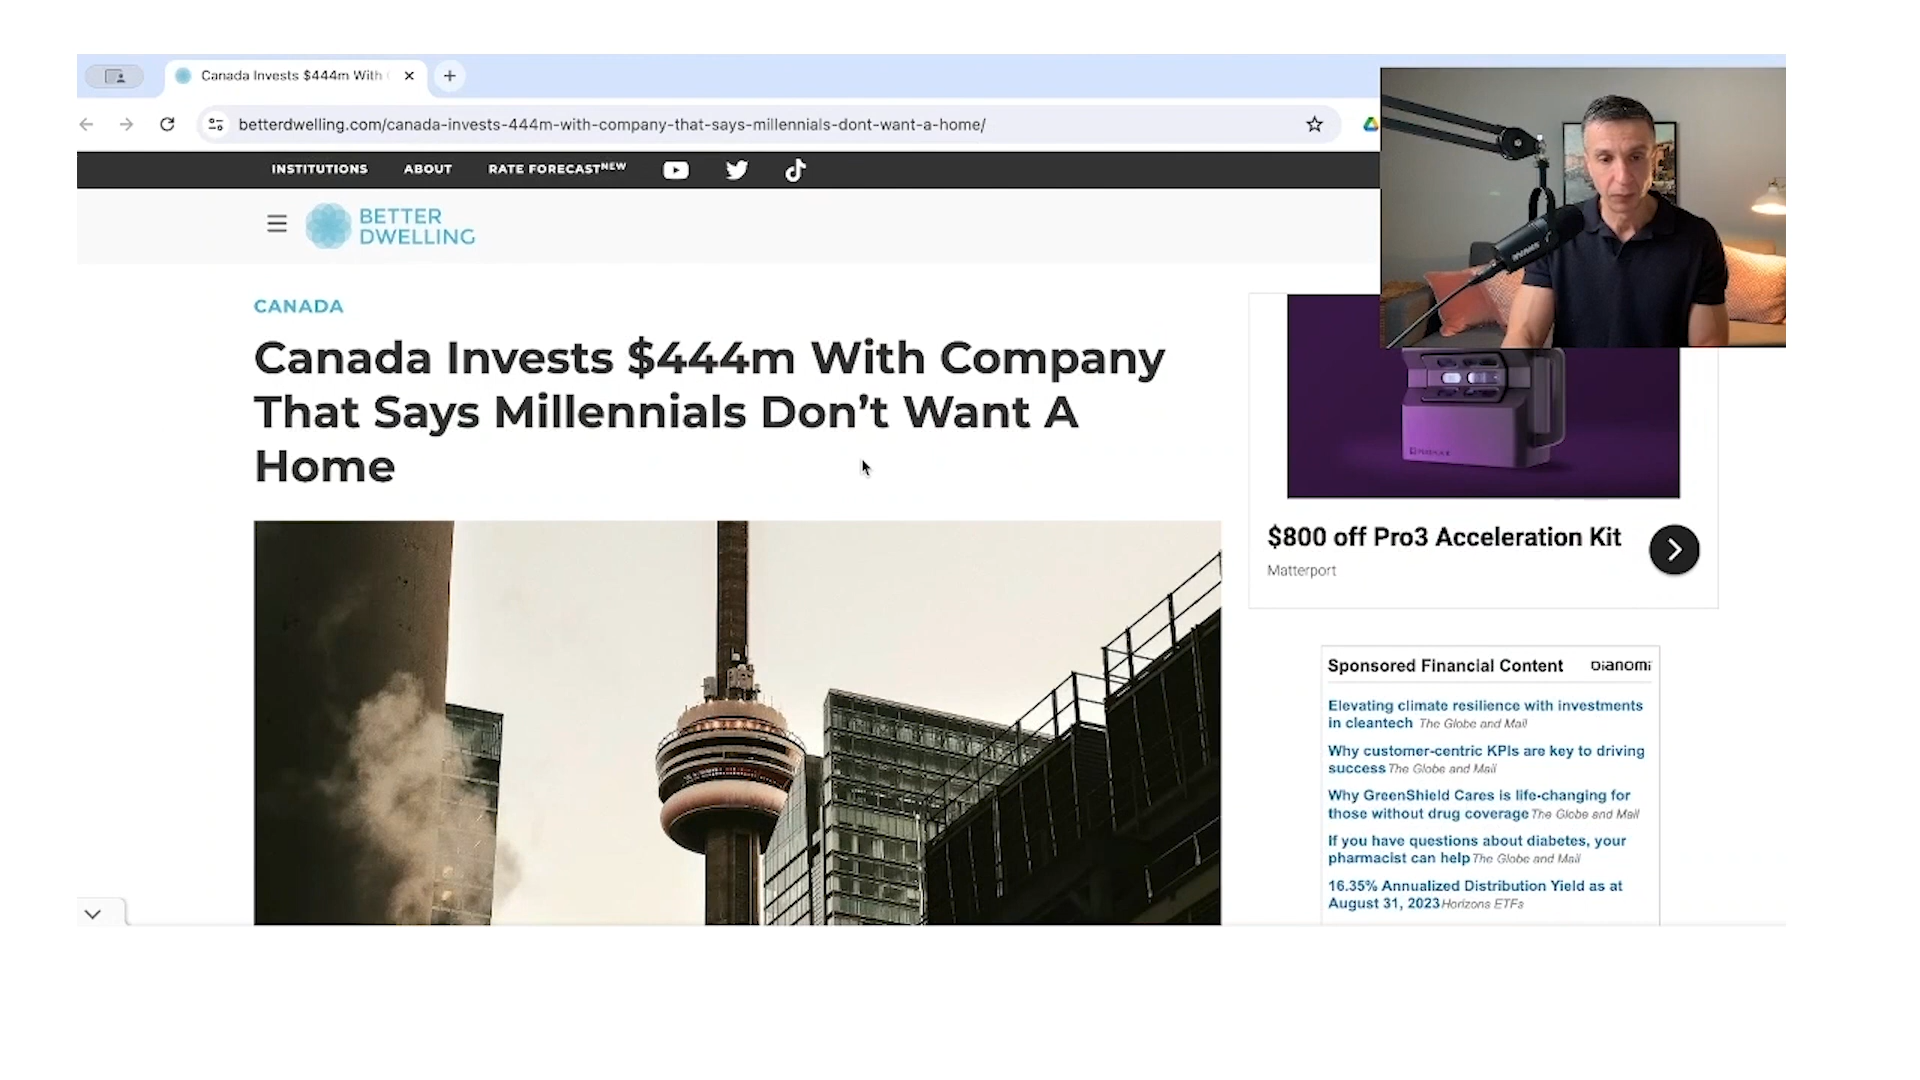 Canada Invests $444m With
betterdwelling.com/canada-invests-444m-with-company-that-says-millennials-dont-want-a-home/
INSTITUTIONS ABOUT RATE FORECAST NEW
BETTER
DWELLING
CANADA
Canada Invests $444m With Company
That Says Millennials Don’t Want A
Home
$800 off Pro3 Acceleration Kit
Matterport
Sponsored Financial Content DIANOMI
Elevating climate resilience with investments
in cleantech The Globe and Mail
Why customer-centric KPIs are key to driving
success The Globe and Mail
Why GreenShield Cares is life-changing for
those without drug coverage The Globe and Mail
If you have questions about diabetes, your
pharmacist can help The Globe and Mail
16.35% Annualized Distribution Yield as at
August 31, 2023 Horizons ETFs